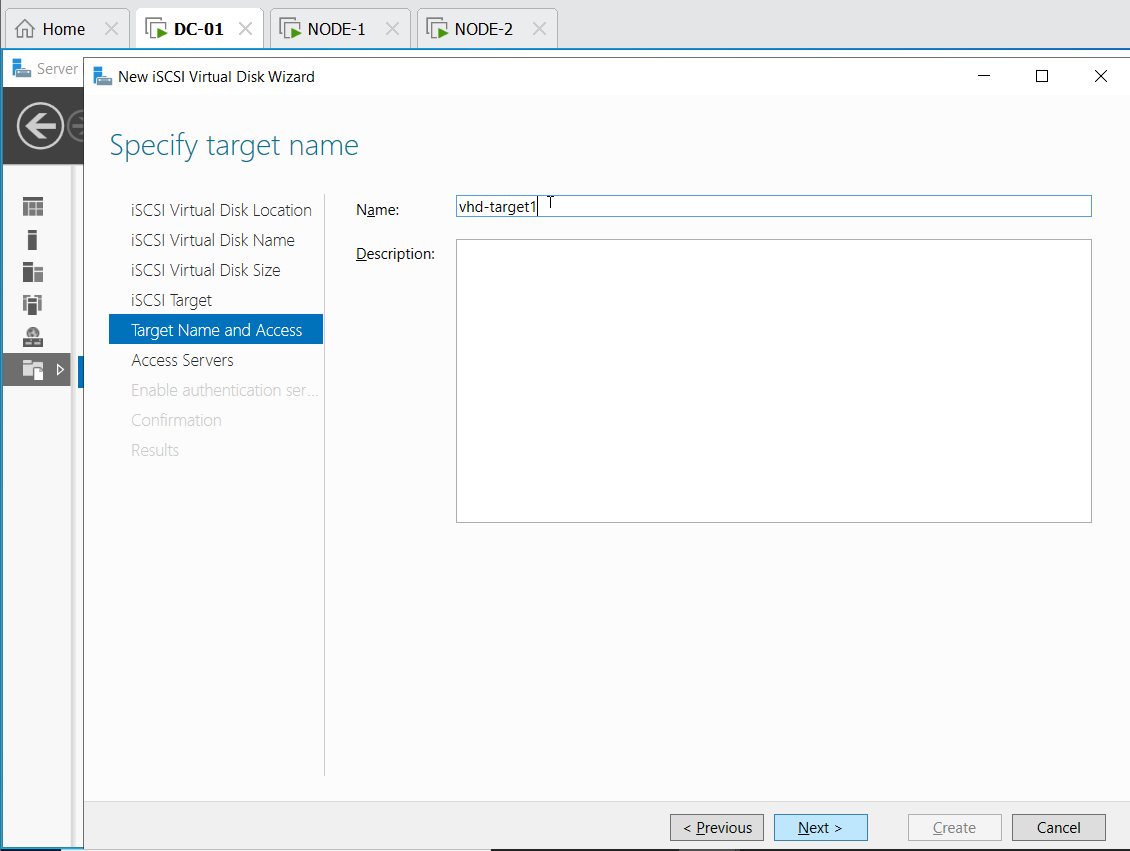 Home
DC-01
NODE-1
NODE-2
Server
New iSCSI Virtual Disk Wizard
Specify target name
iSCSI Virtual Disk Location
iSCSI Virtual Disk Name
iSCSI Virtual Disk Size
iSCSI Target
Target Name and Access
Access Servers
Enable authentication ser...
Confirmation
Results
Name:
vhd-target1
Description:
< Previous
Next >
Create
Cancel